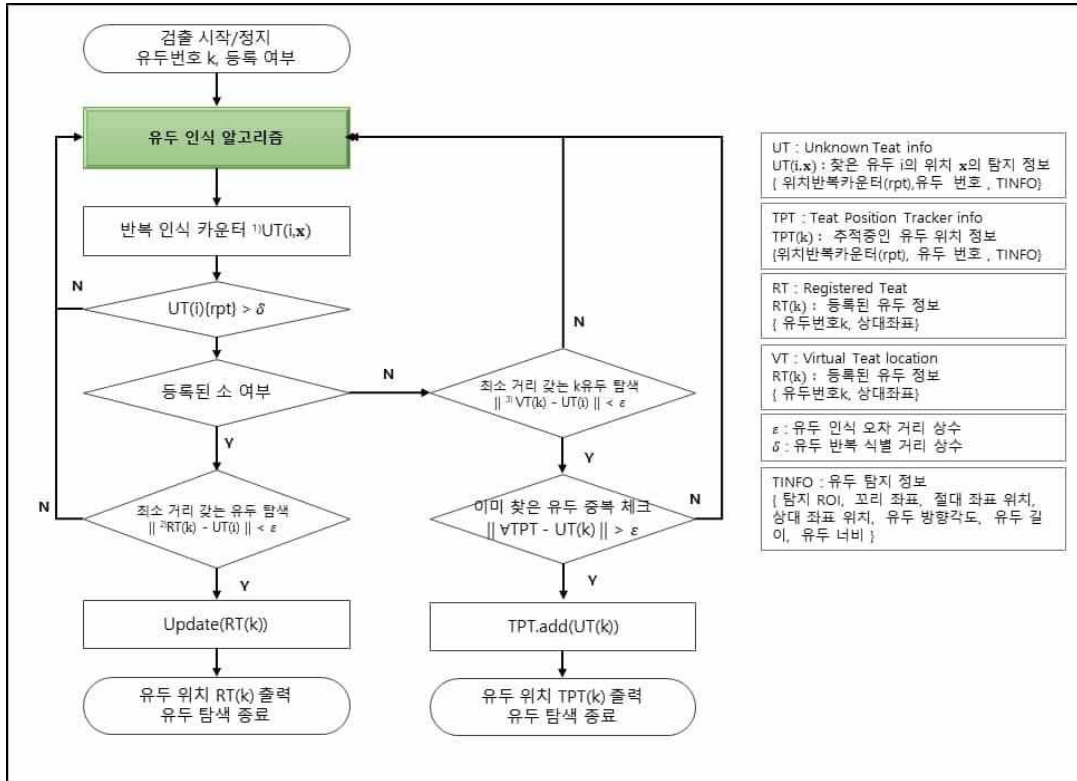 검출 시작/정지
유두번호 k, 등록 여부
유두 인식 알고리즘
반복 인식 카운터 ¹⁾UT(i,x)
N
UT(i){rpt} > δ
등록된 소 여부
N
Y
N
최소 거리 갖는 유두 탐색
|| ²⁾RT(k) - UT(i) || < ε
Y
Update(RT(k))
유두 위치 RT(k) 출력
유두 탐색 종료
N
최소 거리 갖는 k유두 탐색
|| ³⁾ VT(k) - UT(i) || < ε
Y
이미 찾은 유두 중복 체크
|| ∀TPT - UT(k) || > ε
N
Y
TPT.add(UT(k))
유두 위치 TPT(k) 출력
유두 탐색 종료
UT : Unknown Teat info
UT(i,x) : 찾은 유두 i의 위치 x의 탐지 정보
{ 위치반복카운터(rpt),유두 번호 , TINFO}
TPT : Teat Position Tracker info
TPT(k) : 추적중인 유두 위치 정보
{위치반복카운터(rpt), 유두 번호 , TINFO}
RT : Registered Teat
RT(k) : 등록된 유두 정보
{ 유두번호k, 상대좌표}
VT : Virtual Teat location
RT(k) : 등록된 유두 정보
{ 유두번호k, 상대좌표}
ε : 유두 인식 오차 거리 상수
δ : 유두 반복 식별 거리 상수
TINFO : 유두 탐지 정보
{ 탐지 ROI, 꼬리 좌표, 절대 좌표 위치,
상대 좌표 위치, 유두 방향각도, 유두 길
이, 유두 너비 }